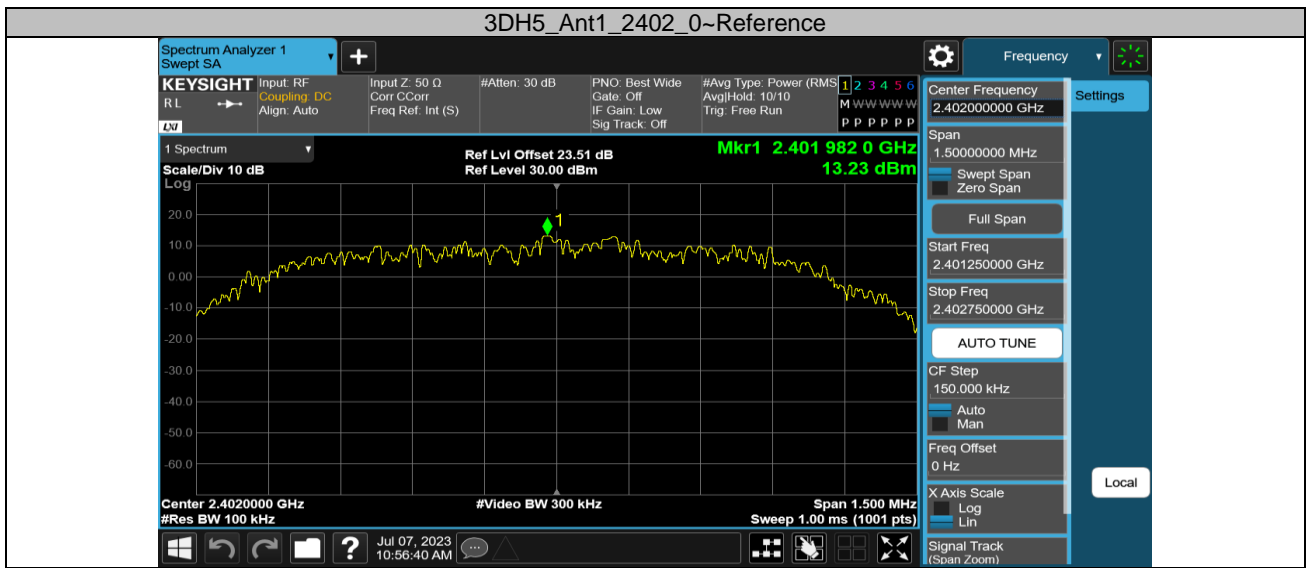 3DH5_Ant1_2402_0~Reference
Spectrum Analyzer 1
Swept SA
+
Frequency
KEYSIGHT
RL
LXI
Input: RF
Coupling: DC
Align: Auto
Input Z: 50 Ω
Corr CCorr
Freq Ref: Int (S)
#Atten: 30 dB
PNO: Best Wide
Gate: Off
IF Gain: Low
Sig Track: Off
#Avg Type: Power (RMS
Avg|Hold: 10/10
Trig: Free Run
1 2 3 4 5 6
M W W W W W
P P P P P P
1 Spectrum
Scale/Div 10 dB
Log
Ref Lvl Offset 23.51 dB
Ref Level 30.00 dBm
Mkr1 2.401 982 0 GHz
13.23 dBm
1
20.0
10.0
0.00
-10.0
-20.0
-30.0
-40.0
-50.0
-60.0
Center 2.4020000 GHz
#Res BW 100 kHz
#Video BW 300 kHz
Span 1.500 MHz
Sweep 1.00 ms (1001 pts)
Center Frequency
2.402000000 GHz
Span
1.50000000 MHz
Swept Span
Zero Span
Full Span
Start Freq
2.401250000 GHz
Stop Freq
2.402750000 GHz
AUTO TUNE
CF Step
150.000 kHz
Auto
Man
Freq Offset
0 Hz
X Axis Scale
Log
Lin
Signal Track
(Span Zoom)
Settings
Local
?
Jul 07, 2023
10:56:40 AM